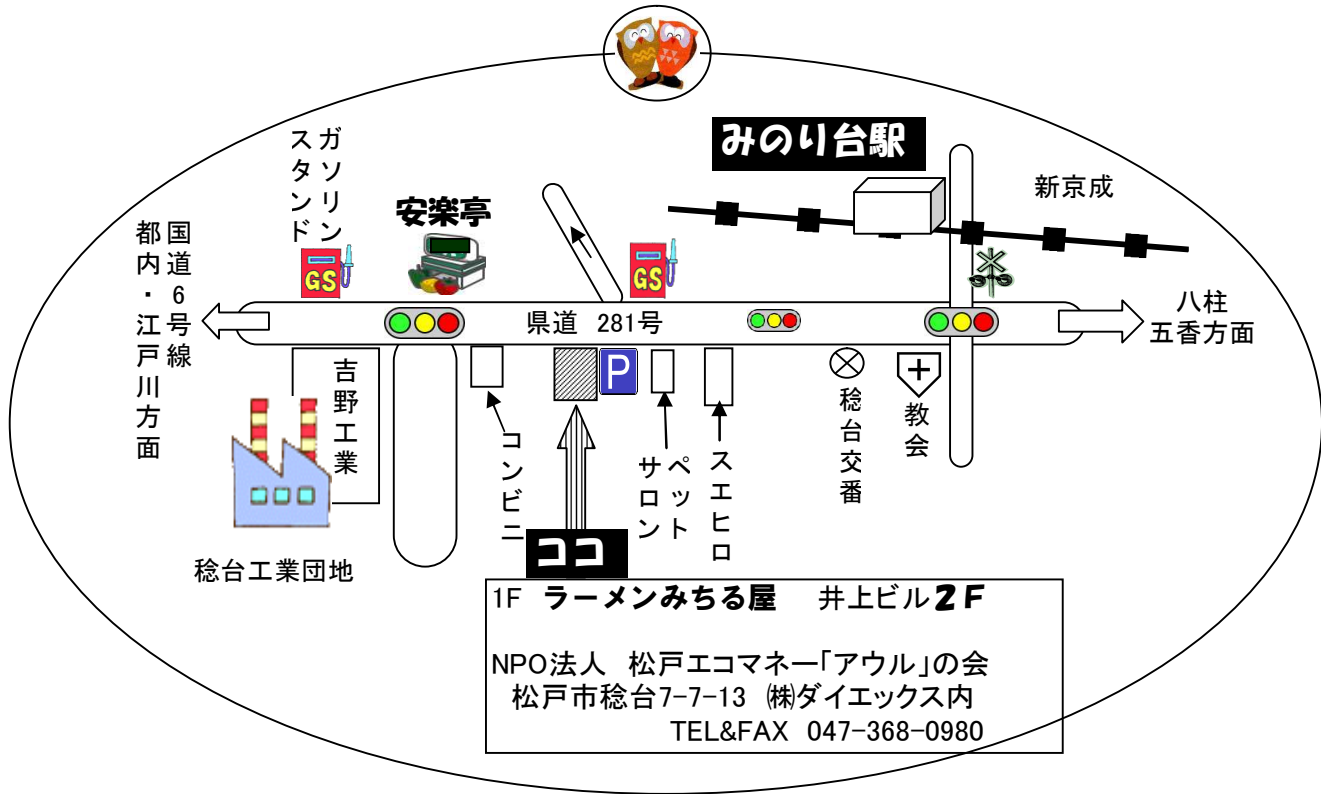 みのり台駅
新京成
ガソリン
スタンド
安楽亭
国道6号線
都内・江戸川方面
GS
GS
県道 281号
八柱
五香方面
吉野工業
P
コンビニ
ペット
サロン
スエヒロ
稔台交番
教会
稔台工業団地
ココ
1F ラーメンみちる屋 井上ビル2F
NPO法人 松戸エコマネー「アウル」の会
松戸市稔台7-7-13 ㈱ダイエックス内
TEL&FAX 047-368-0980